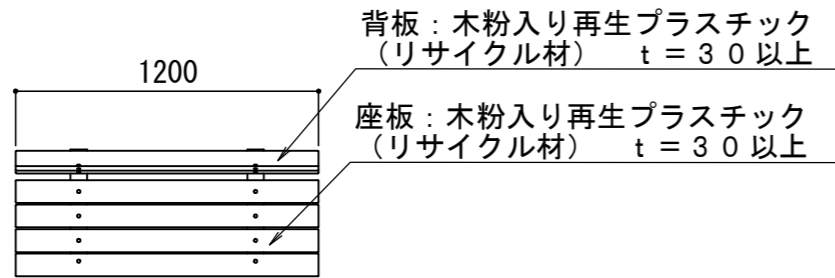 背板：木粉入り再生プラスチック
（リサイクル材）　ｔ＝３０以上
1200
座板：木粉入り再生プラスチック
（リサイクル材）　ｔ＝３０以上